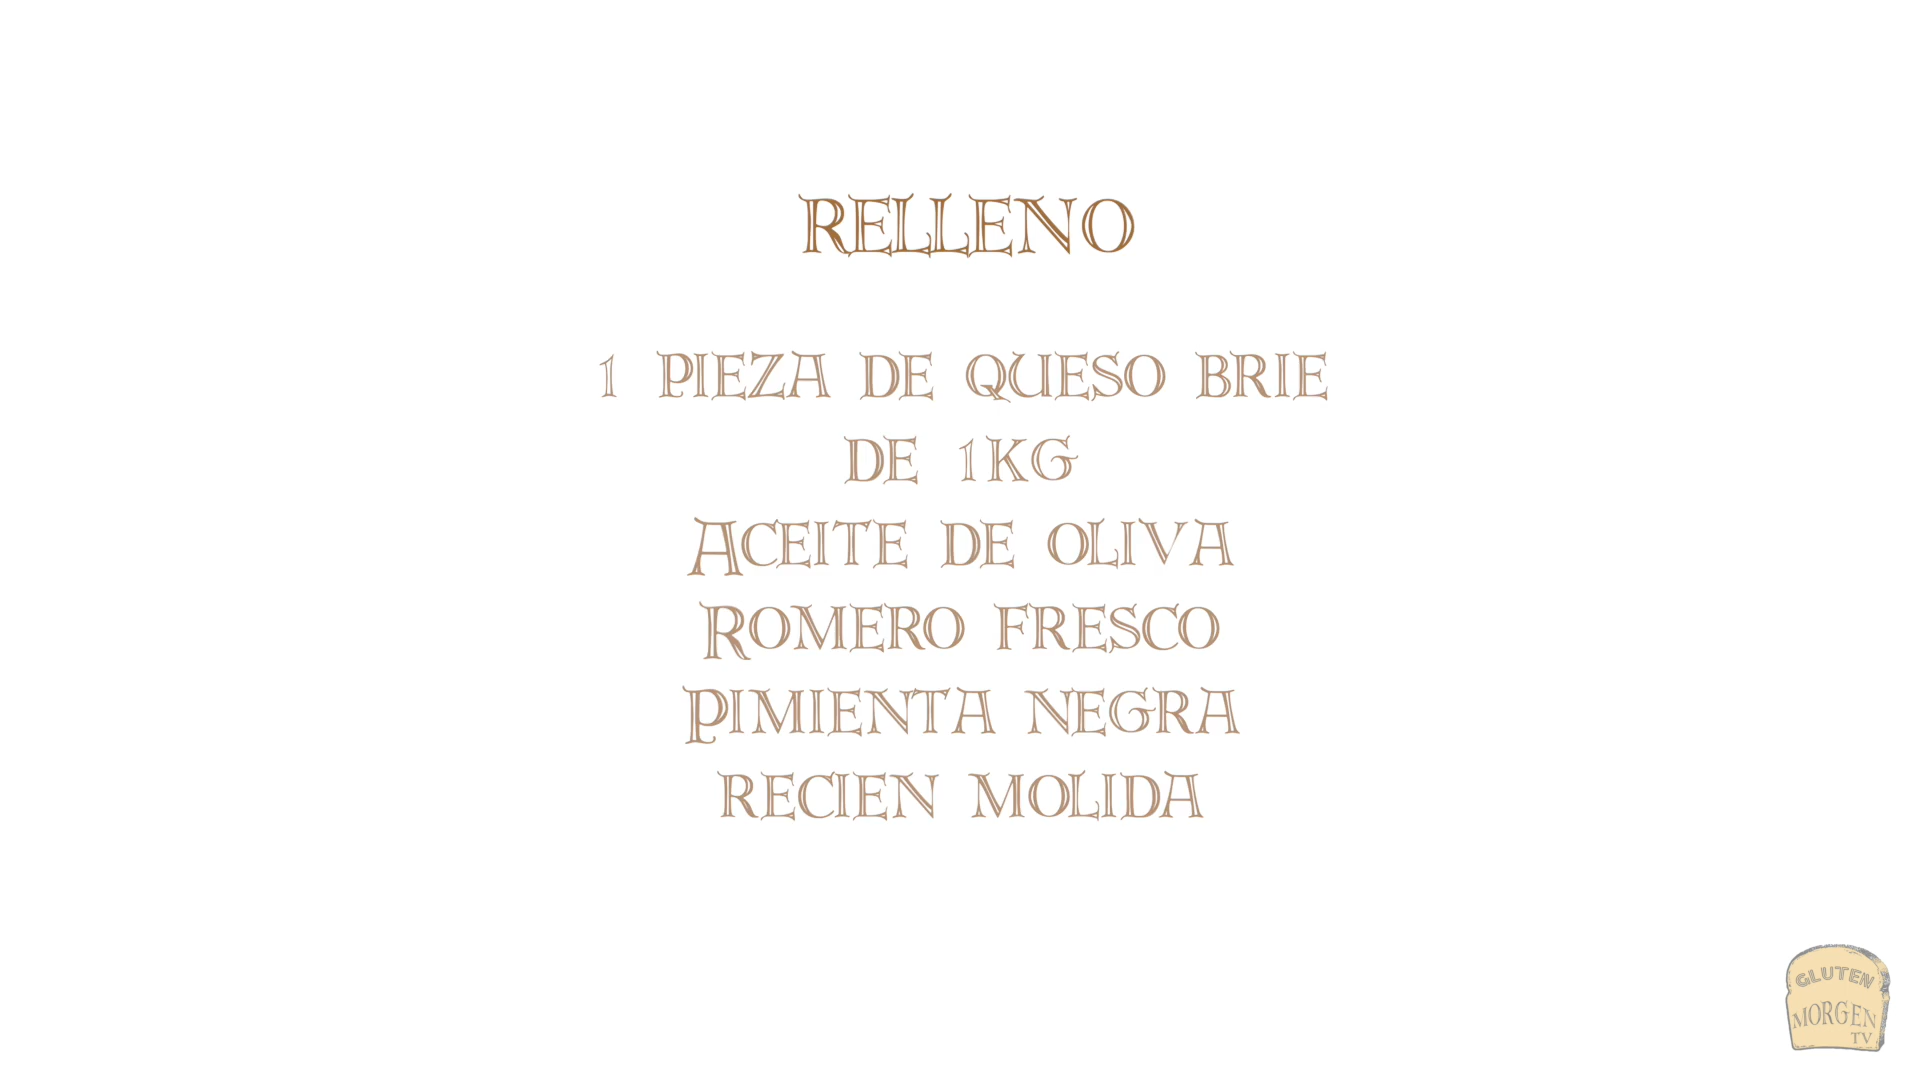 RELLENO
1 PIEZA DE QUESO BRIE
DE 1KG
ACEITE DE OLIVA
ROMERO FRESCO
PIMIENTA NEGRA
RECIEN MOLIDA
GLUTEN
MORGEN
TV